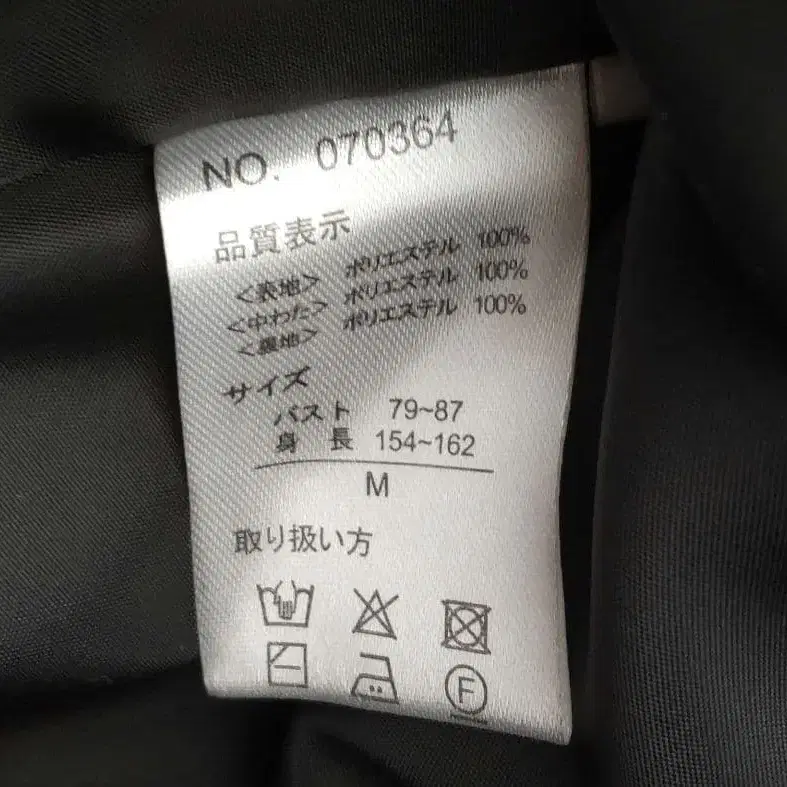 NO. 070364
品質表示
<表地> ポリエステル 100%
<中わた> ポリエステル 100%
<裏地> ポリエステル 100%
サイズ
バスト 79~87
身 長 154~162
M
取り扱い方
F